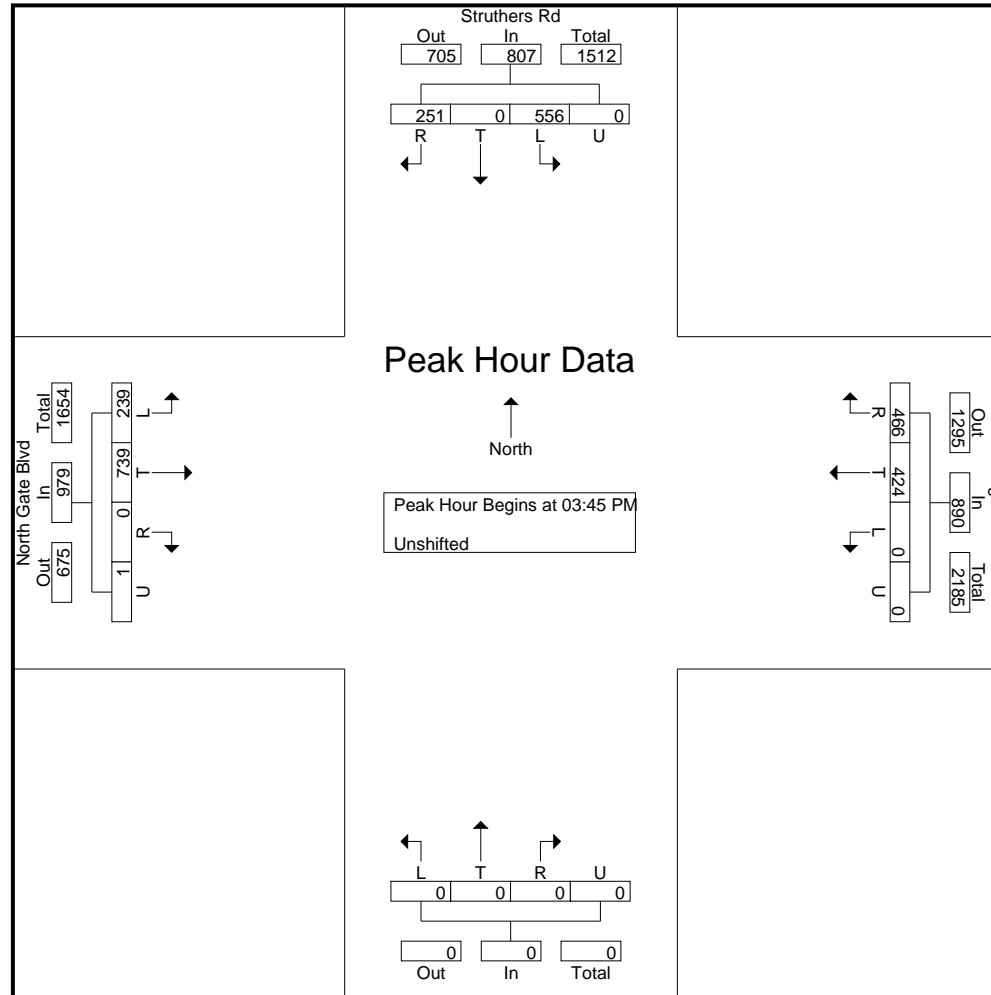 Struthers Rd
Out In Total
705 807 1512
251 0 556 0
R T L U
Peak Hour Data
North
Peak Hour Begins at 03:45 PM
Unshifted
North Gate Blvd
Out In Total
675 979 1654
1 0 739 239
U R T L
Out In Total
1295 890 2185
466 424 0 0
R T L U
L T R U
0 0 0 0
0 0 0
Out In Total